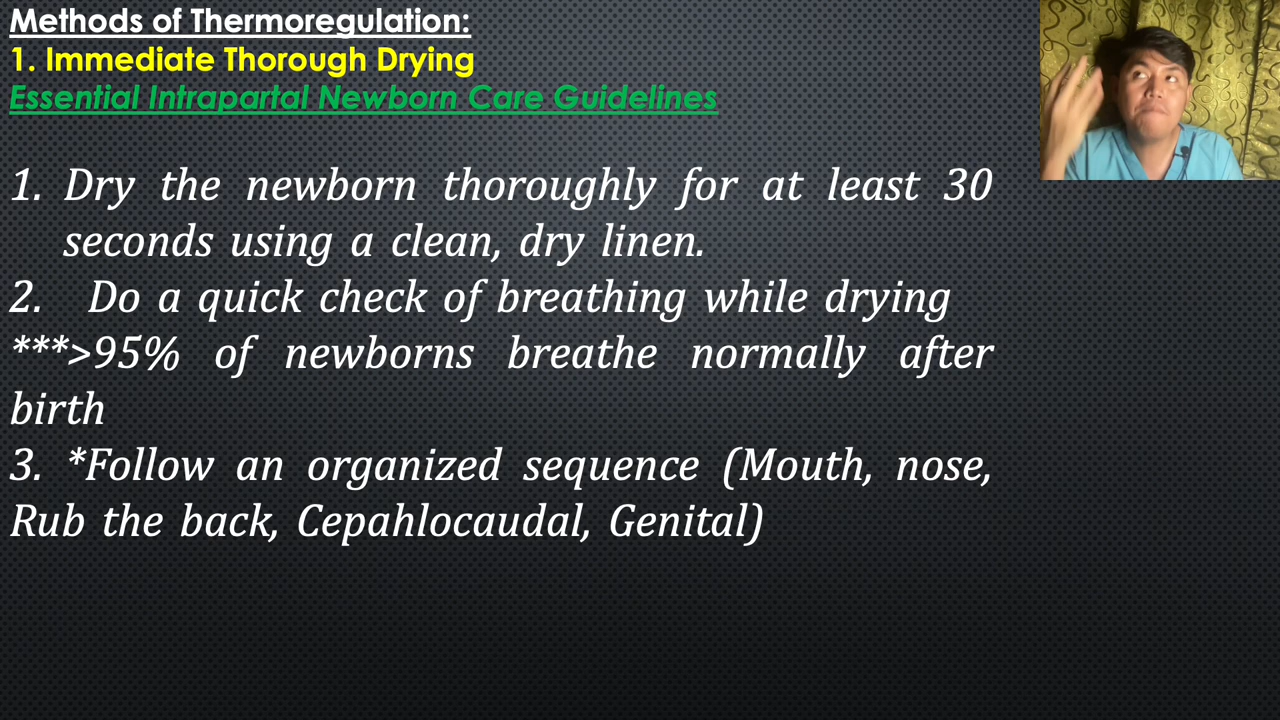 Methods of Thermoregulation:
1. Immediate Thorough Drying
Essential Intrapartal Newborn Care Guidelines
1. Dry the newborn thoroughly for at least 30
seconds using a clean, dry linen.
2. Do a quick check of breathing while drying
***>95% of newborns breathe normally after
birth
3. *Follow an organized sequence (Mouth, nose,
Rub the back, Cepahlocaudal, Genital)